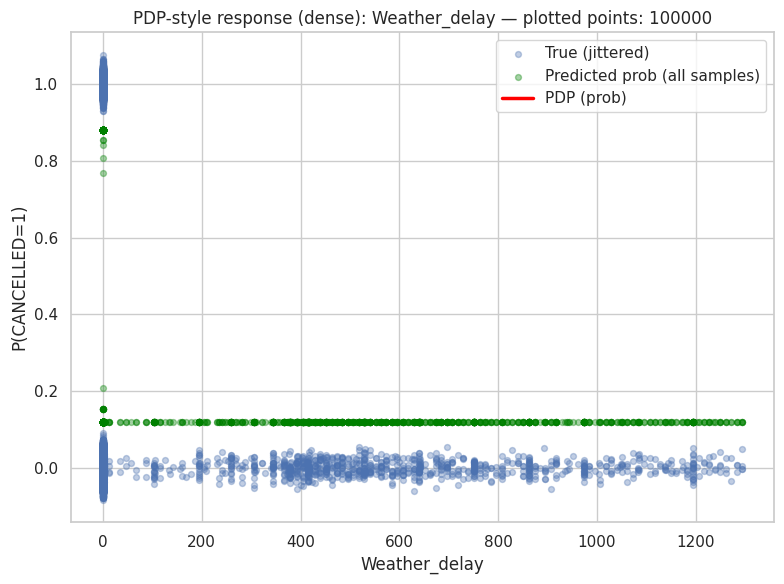 PDP-style response (dense): Weather_delay — plotted points: 100000
True (jittered)
Predicted prob (all samples)
PDP (prob)
P(CANCELLED=1)
1.0
0.8
0.6
0.4
0.2
0.0
0 200 400 600 800 1000 1200
Weather_delay